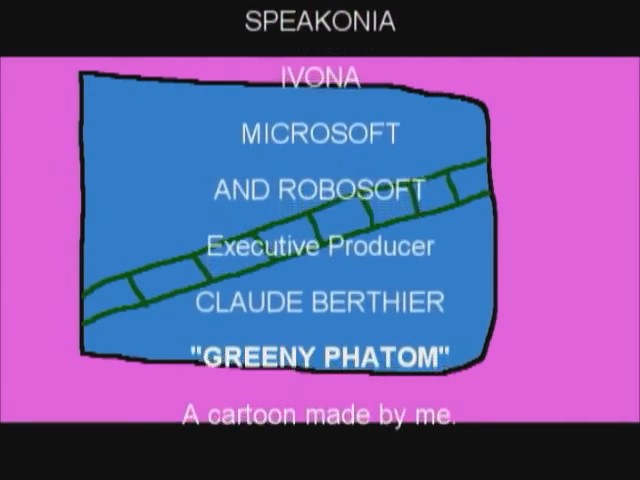 SPEAKONIA
IVONA
MICROSOFT
AND ROBOSOFT
Executive Producer
CLAUDE BERTHIER
"GREENY PHATOM"
A cartoon made by me.